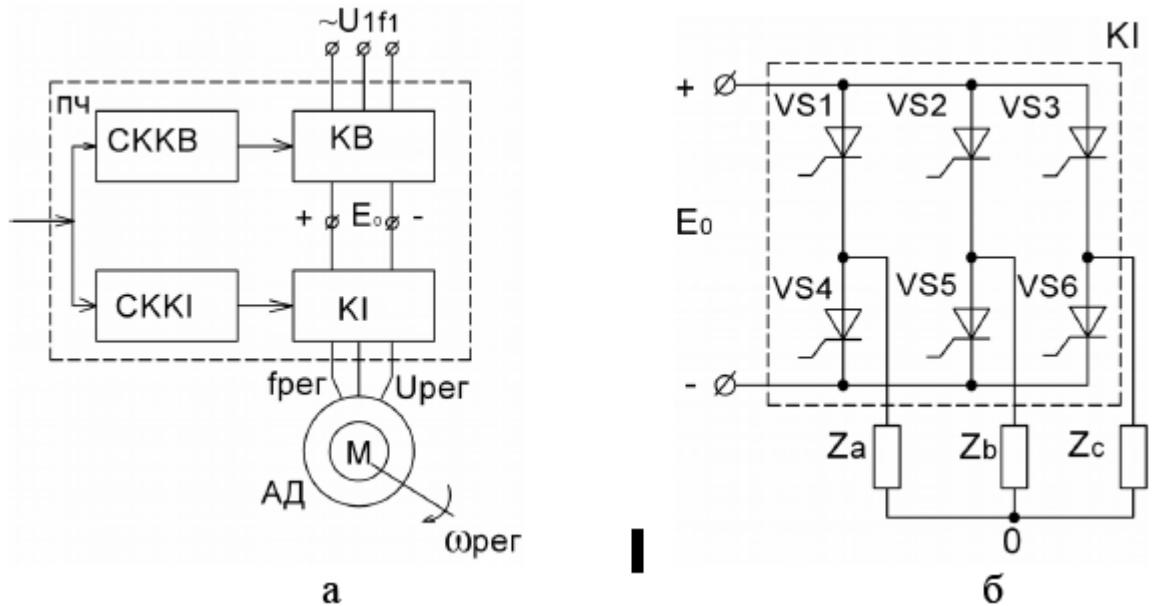 ~U1f1
ПЧ
СККВ
КВ
+ E₀ -
СККІ
КІ
fрег
Uрег
М
АД
ωрег
а
КІ
+
VS1
VS2
VS3
E₀
VS4
VS5
VS6
-
Za
Zb
Zc
0
б